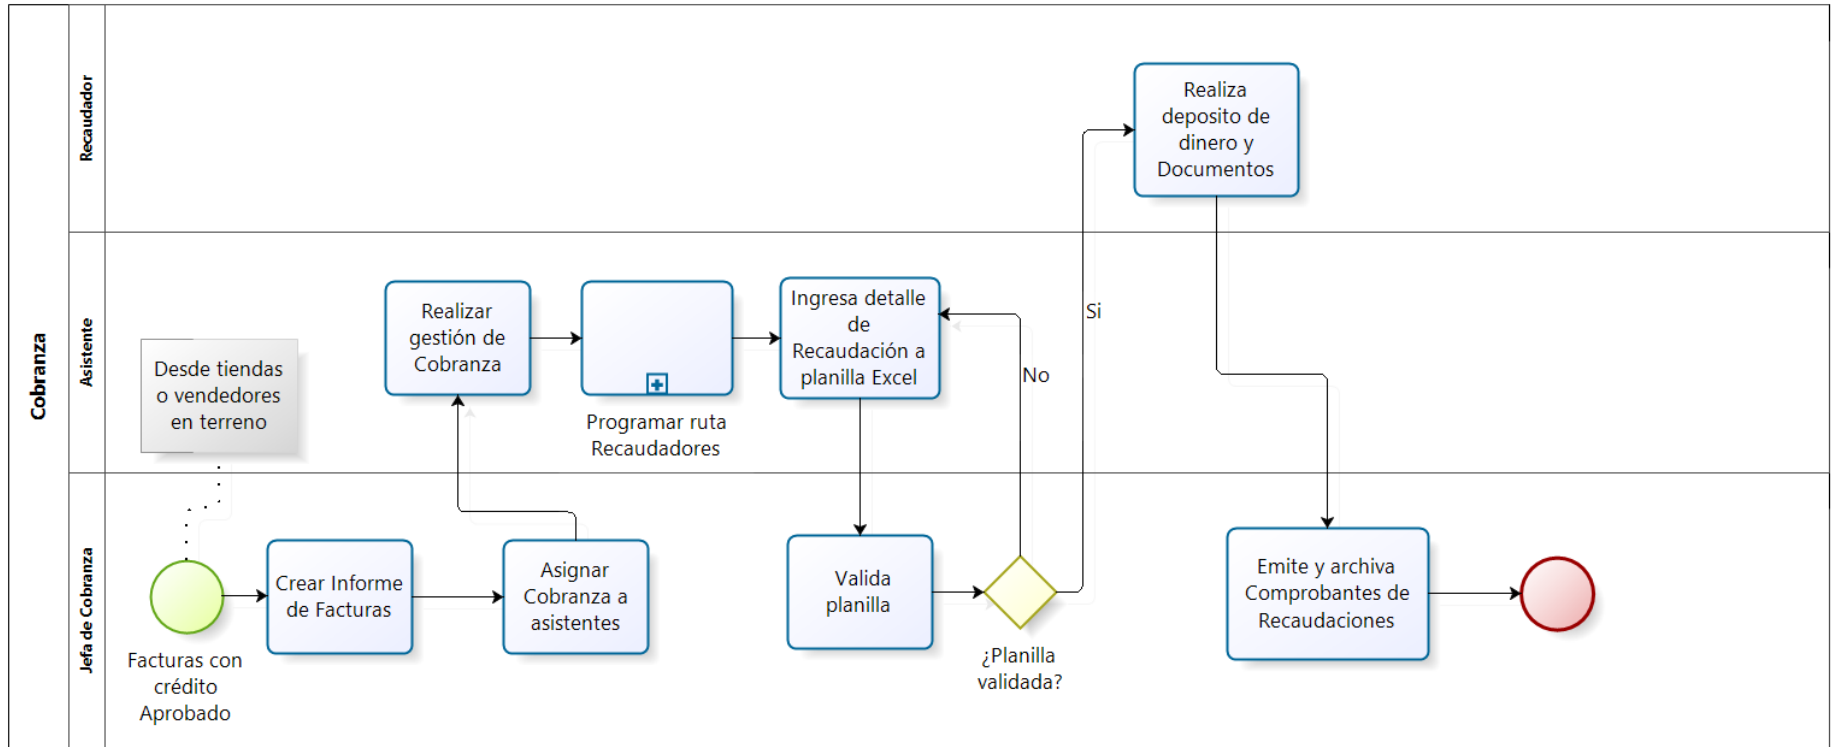 Cobranza
Recaudador
Realiza
deposito de
dinero y
Documentos
Asistente
Desde tiendas
o vendedores
en terreno
Realizar
gestión de
Cobranza
Programar ruta
Recaudadores
Ingresa detalle
de
Recaudación a
planilla Excel
No
Si
Jefa de Cobranza
Facturas con
crédito
Aprobado
Crear Informe
de Facturas
Asignar
Cobranza a
asistentes
Valida
planilla
¿Planilla
validada?
Emite y archiva
Comprobantes de
Recaudaciones